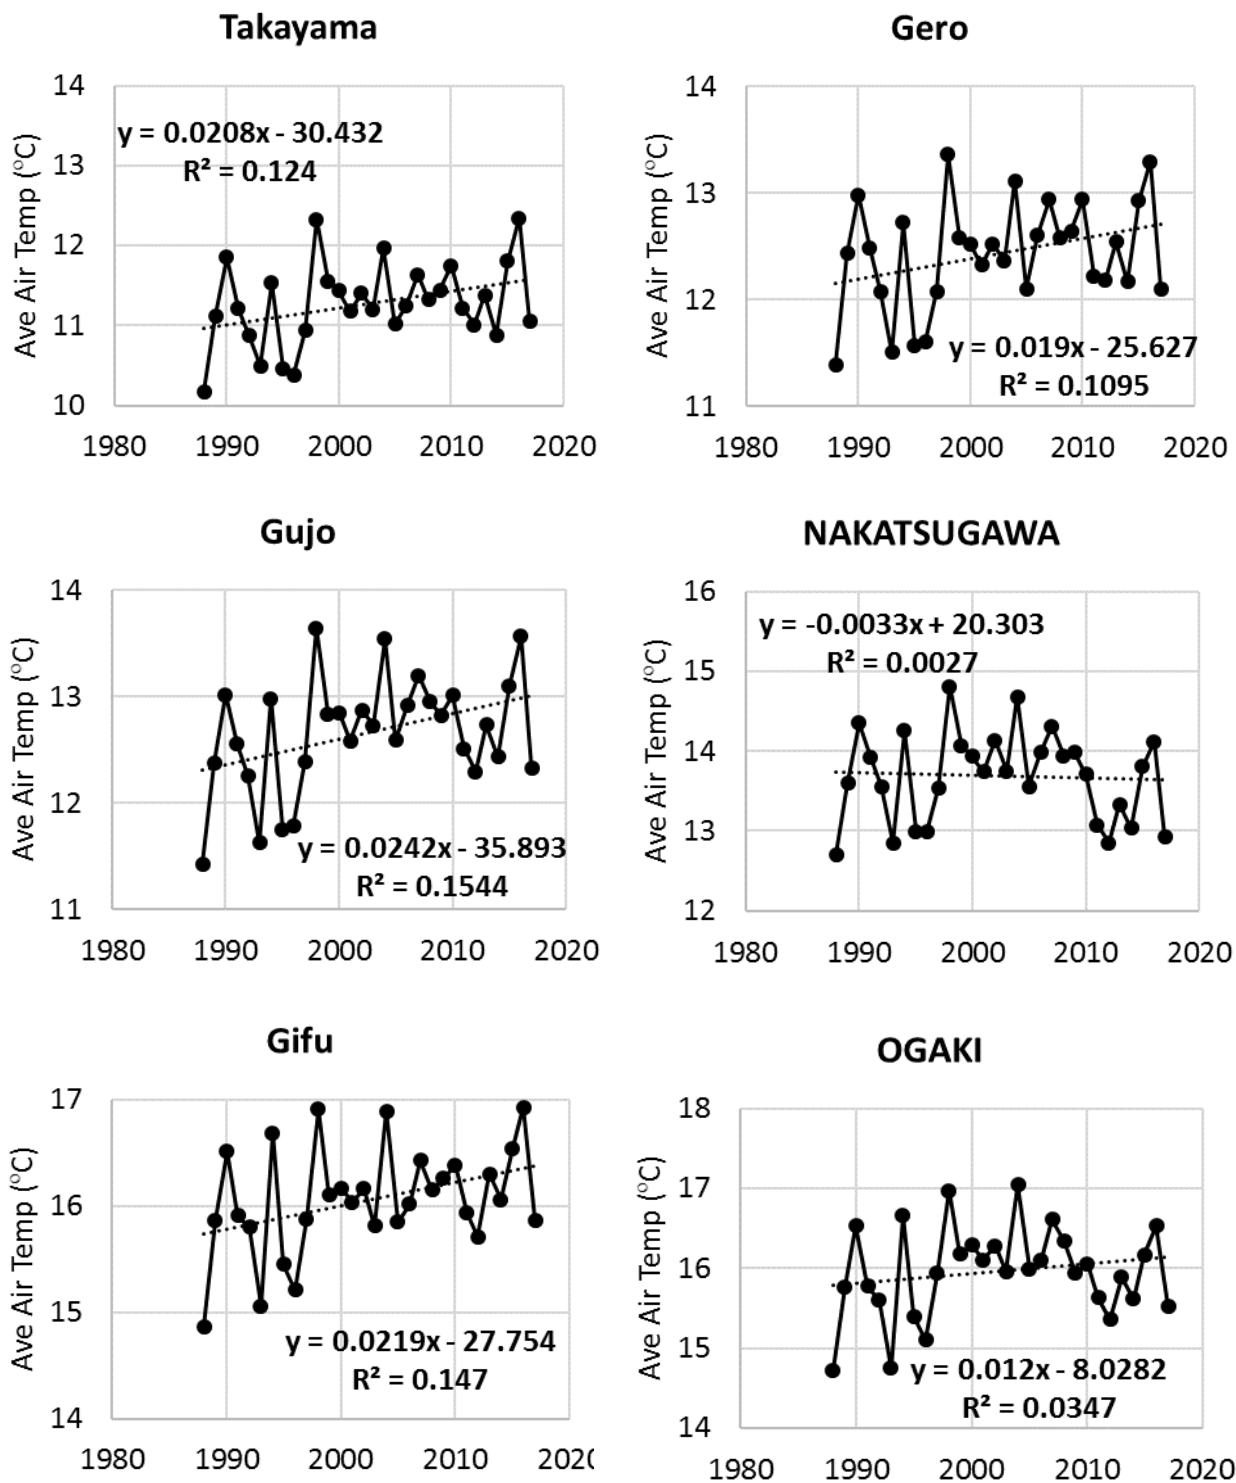 Takayama
Ave Air Temp (°C)
14
13
12
11
10
y = 0.0208x - 30.432
R² = 0.124
1980 1990 2000 2010 2020
Gero
Ave Air Temp (°C)
14
13
12
11
y = 0.019x - 25.627
R² = 0.1095
1980 1990 2000 2010 2020
Gujo
Ave Air Temp (°C)
14
13
12
11
y = 0.0242x - 35.893
R² = 0.1544
1980 1990 2000 2010 2020
NAKATSUGAWA
Ave Air Temp (°C)
16
15
14
13
12
y = -0.0033x + 20.303
R² = 0.0027
1980 1990 2000 2010 2020
Gifu
Ave Air Temp (°C)
17
16
15
14
y = 0.0219x - 27.754
R² = 0.147
1980 1990 2000 2010 2020
OGAKI
Ave Air Temp (°C)
18
17
16
15
14
y = 0.012x - 8.0282
R² = 0.0347
1980 1990 2000 2010 2020